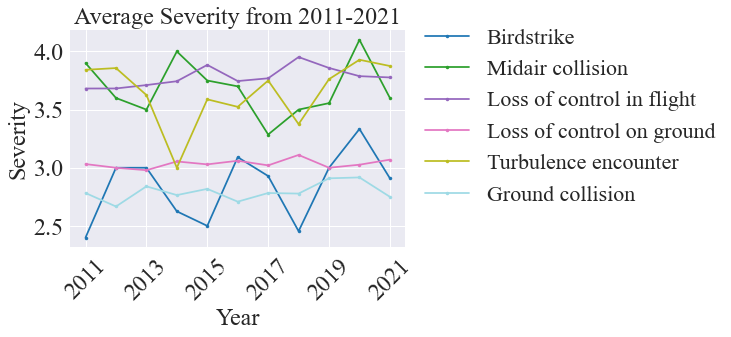 Average Severity from 2011-2021
4.0
3.5
3.0
2.5
Severity
2011
2013
2015
2017
2019
2021
Year
Birdstrike
Midair collision
Loss of control in flight
Loss of control on ground
Turbulence encounter
Ground collision